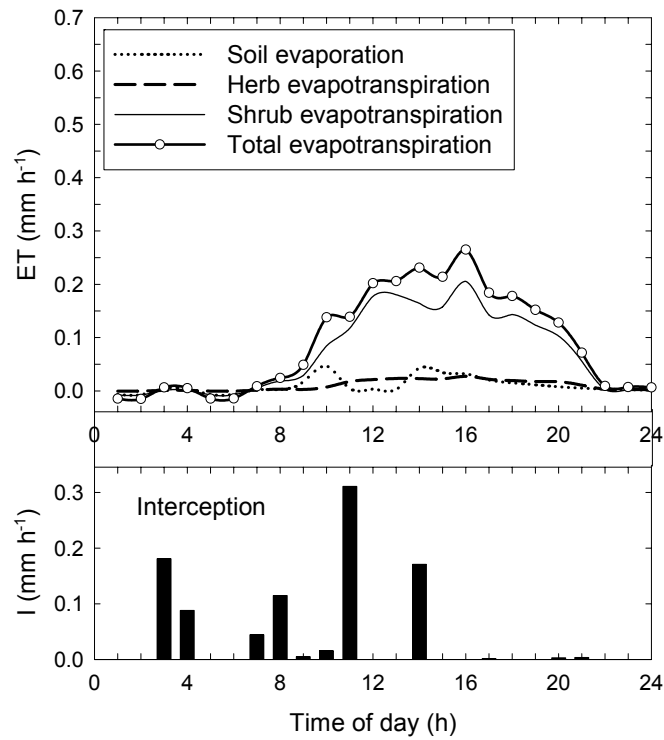 0.7
Soil evaporation
Herb evapotranspiration
Shrub evapotranspiration
Total evapotranspiration
0.6
0.5
0.4
0.3
0.2
0.1
0.0
ET (mm h⁻¹)
0 4 8 12 16 20 24
Interception
0.3
0.2
0.1
0.0
I (mm h⁻¹)
0 4 8 12 16 20 24
Time of day (h)